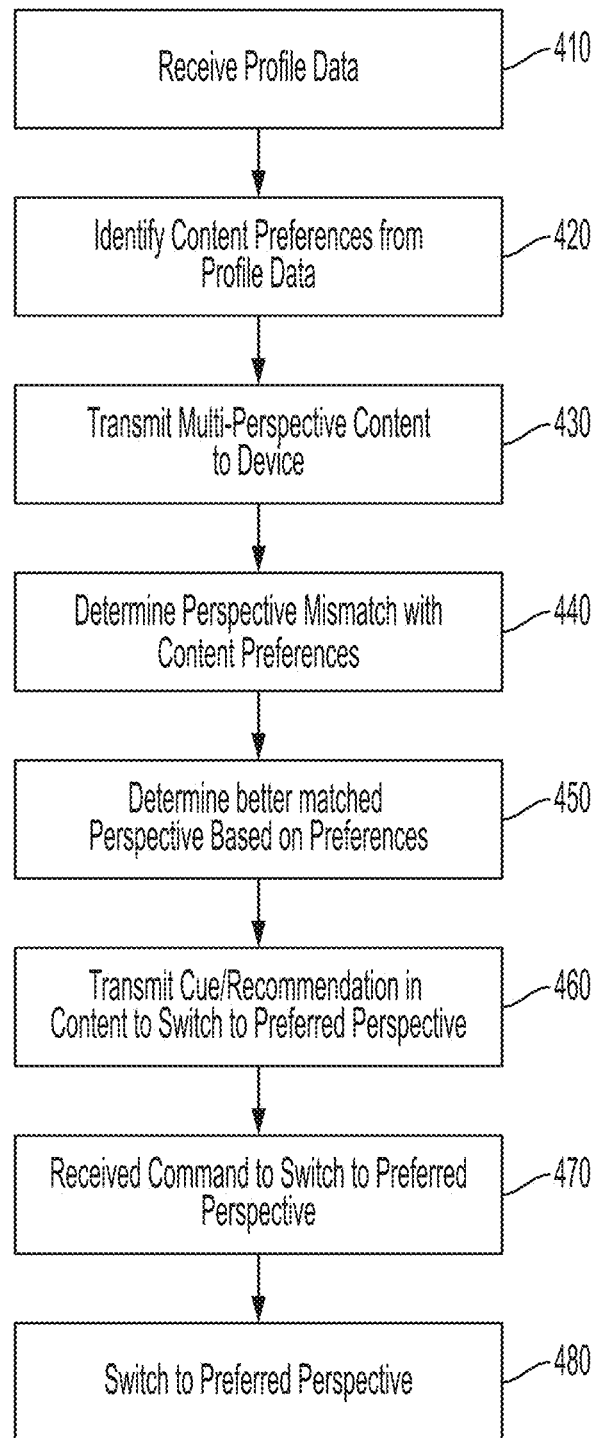 Receive Profile Data
410
Identify Content Preferences from
Profile Data
420
Transmit Multi-Perspective Content
to Device
430
Determine Perspective Mismatch with
Content Preferences
440
Determine better matched
Perspective Based on Preferences
450
Transmit Cue/Recommendation in
Content to Switch to Preferred Perspective
460
Received Command to Switch to Preferred
Perspective
470
Switch to Preferred Perspective
480